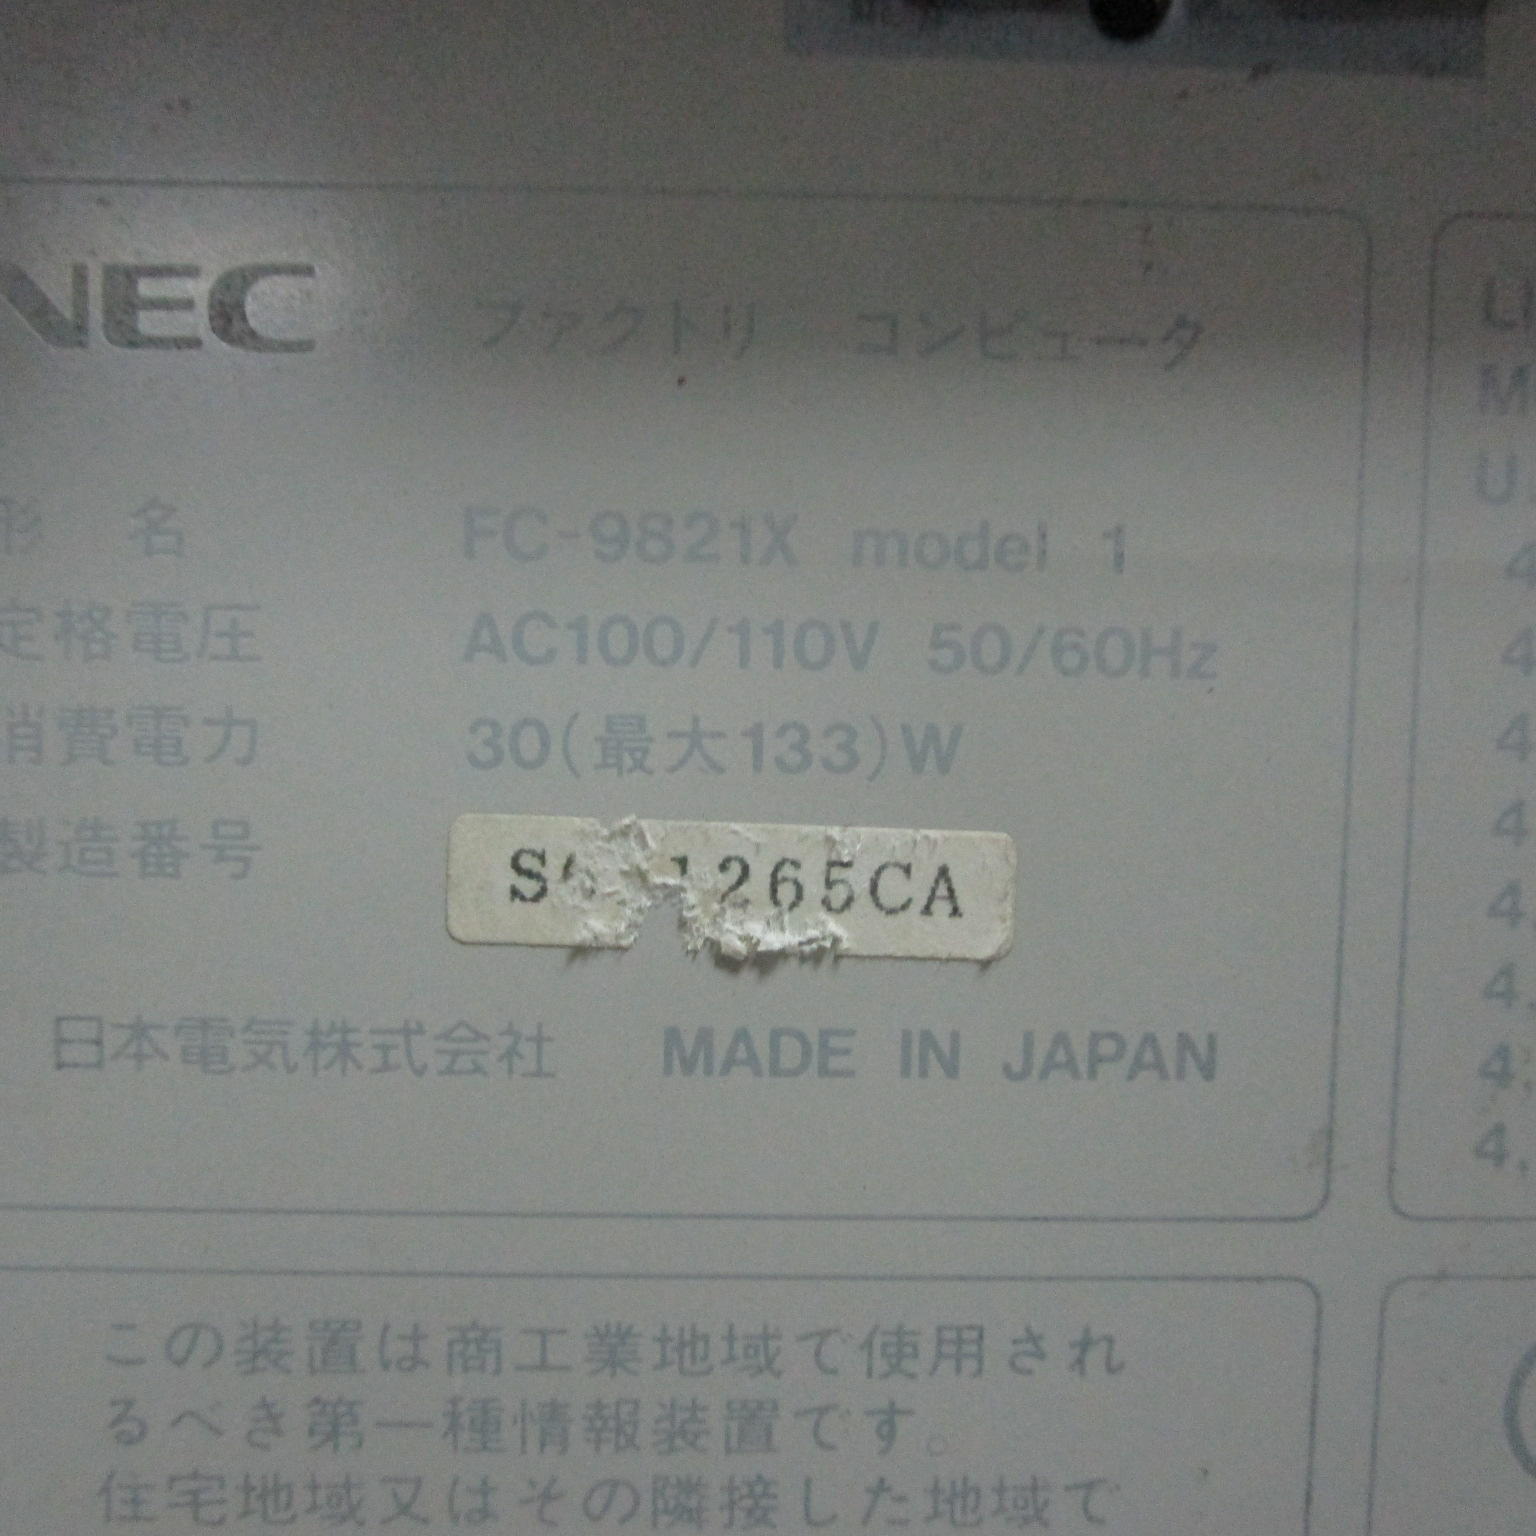 NEC ファクトリ コンピュータ
形 名 FC-9821X model 1
定格電圧 AC100/110V 50/60Hz
消費電力 30(最大133)W
製造番号
日本電気株式会社 MADE IN JAPAN
この装置は商工業地域で使用され
るべき第一種情報装置です。
住宅地域又はその隣接した地域で